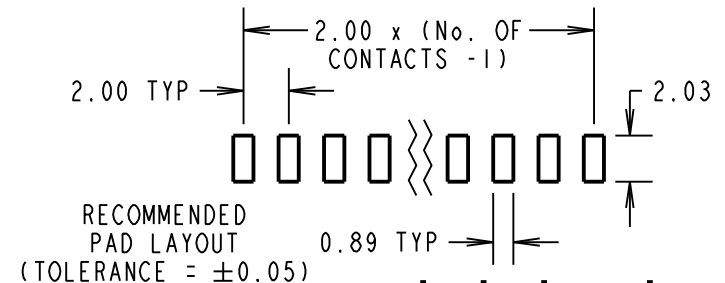 2.00 x (No. OF
CONTACTS -1)
2.00 TYP
2.03
RECOMMENDED
PAD LAYOUT
(TOLERANCE = ±0.05)
0.89 TYP